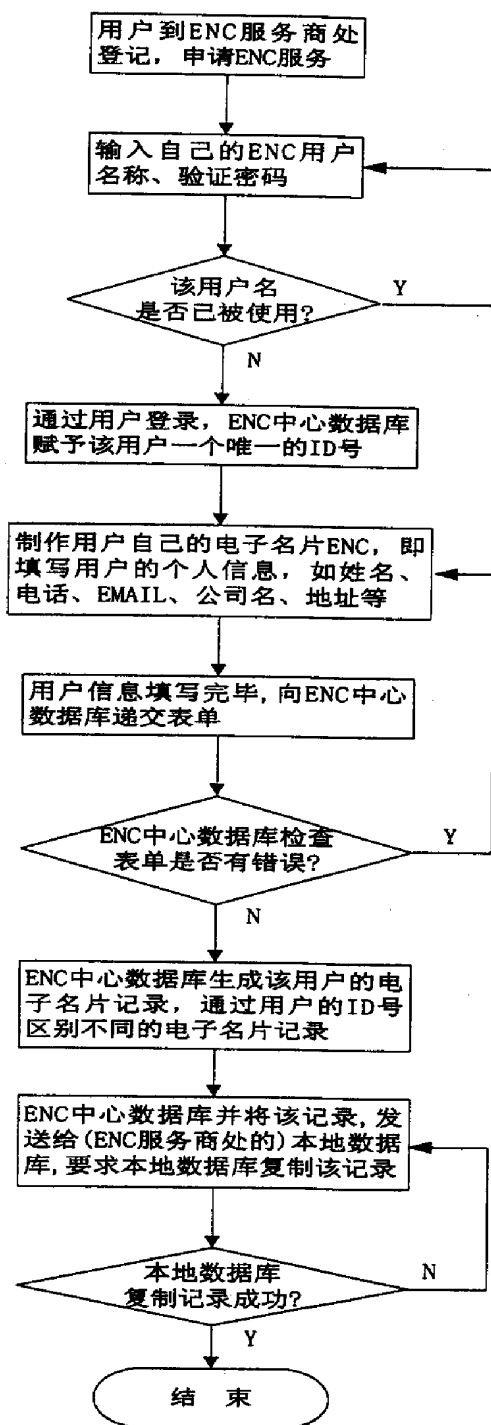 用户到ENC服务商处
登记，申请ENC服务
输入自己的ENC用户
名称、验证密码
该用户名
是否已被使用?
Y
N
通过用户登录，ENC中心数据库
赋予该用户一个唯一的ID号
制作用户自己的电子名片ENC，即
填写用户的个人信息，如姓名、
电话、EMAIL、公司名、地址等
用户信息填写完毕,向ENC中心
数据库递交表单
ENC中心数据库检查
表单是否有错误?
Y
N
ENC中心数据库生成该用户的电
子名片记录，通过用户的ID号
区别不同的电子名片记录
ENC中心数据库并将该记录,发
送给(ENC服务商处的)本地数据
库,要求本地数据库复制该记录
本地数据库
复制记录成功?
N
Y
结 束